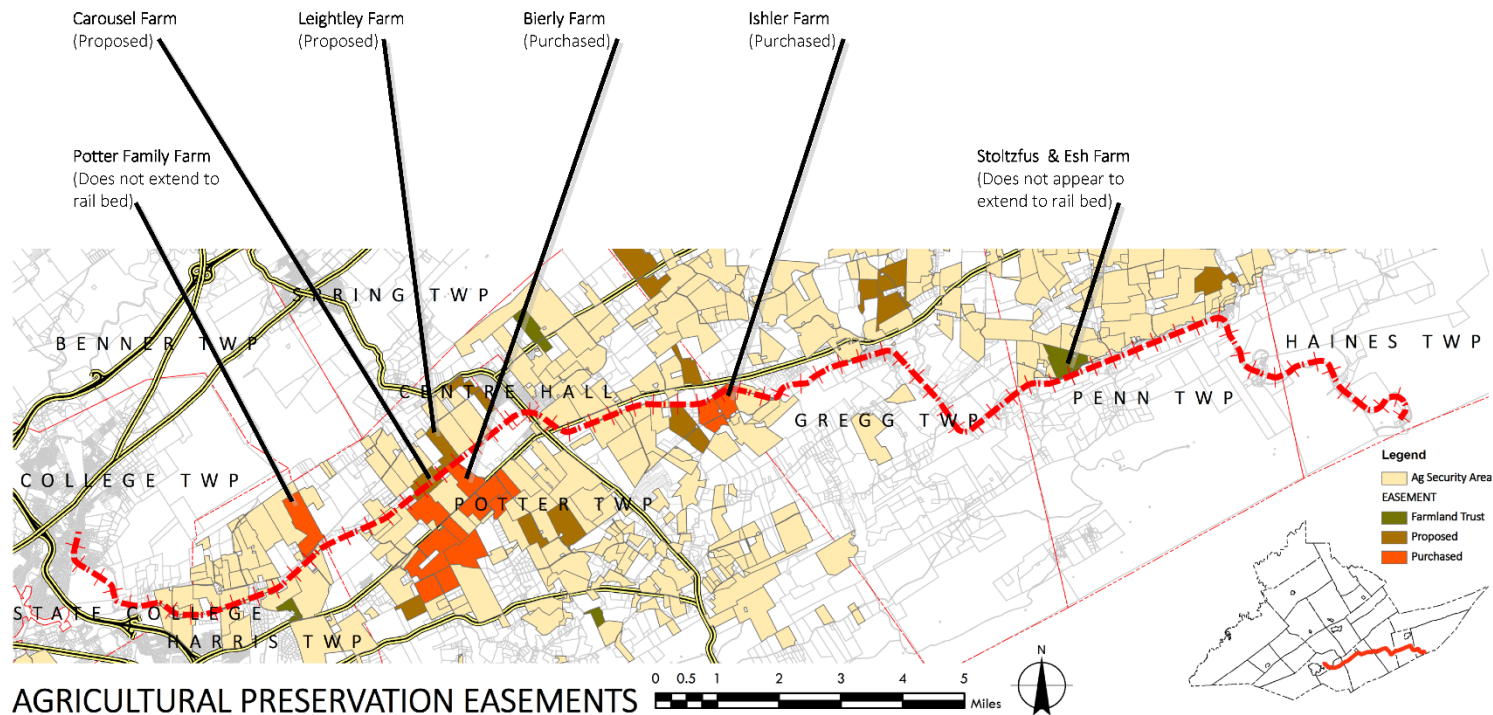 Carousel Farm
(Proposed)
Leightley Farm
(Proposed)
Bierly Farm
(Purchased)
Ishler Farm
(Purchased)
Potter Family Farm
(Does not extend to
rail bed)
Stoltzfus & Esh Farm
(Does not appear to
extend to rail bed)
STRING TWP
BENNER TWP
HAINES TWP
CENTRE HALL
PENN TWP
GREGG TWP
COLLEGE TWP
POTTER TWP
STATE COLLEGE
HARRIS TWP
Legend
Ag Security Area
EASEMENT
Farmland Trust
Proposed
Purchased
AGRICULTURAL PRESERVATION EASEMENTS
0 0.5 1 2 3 4 5
Miles
N